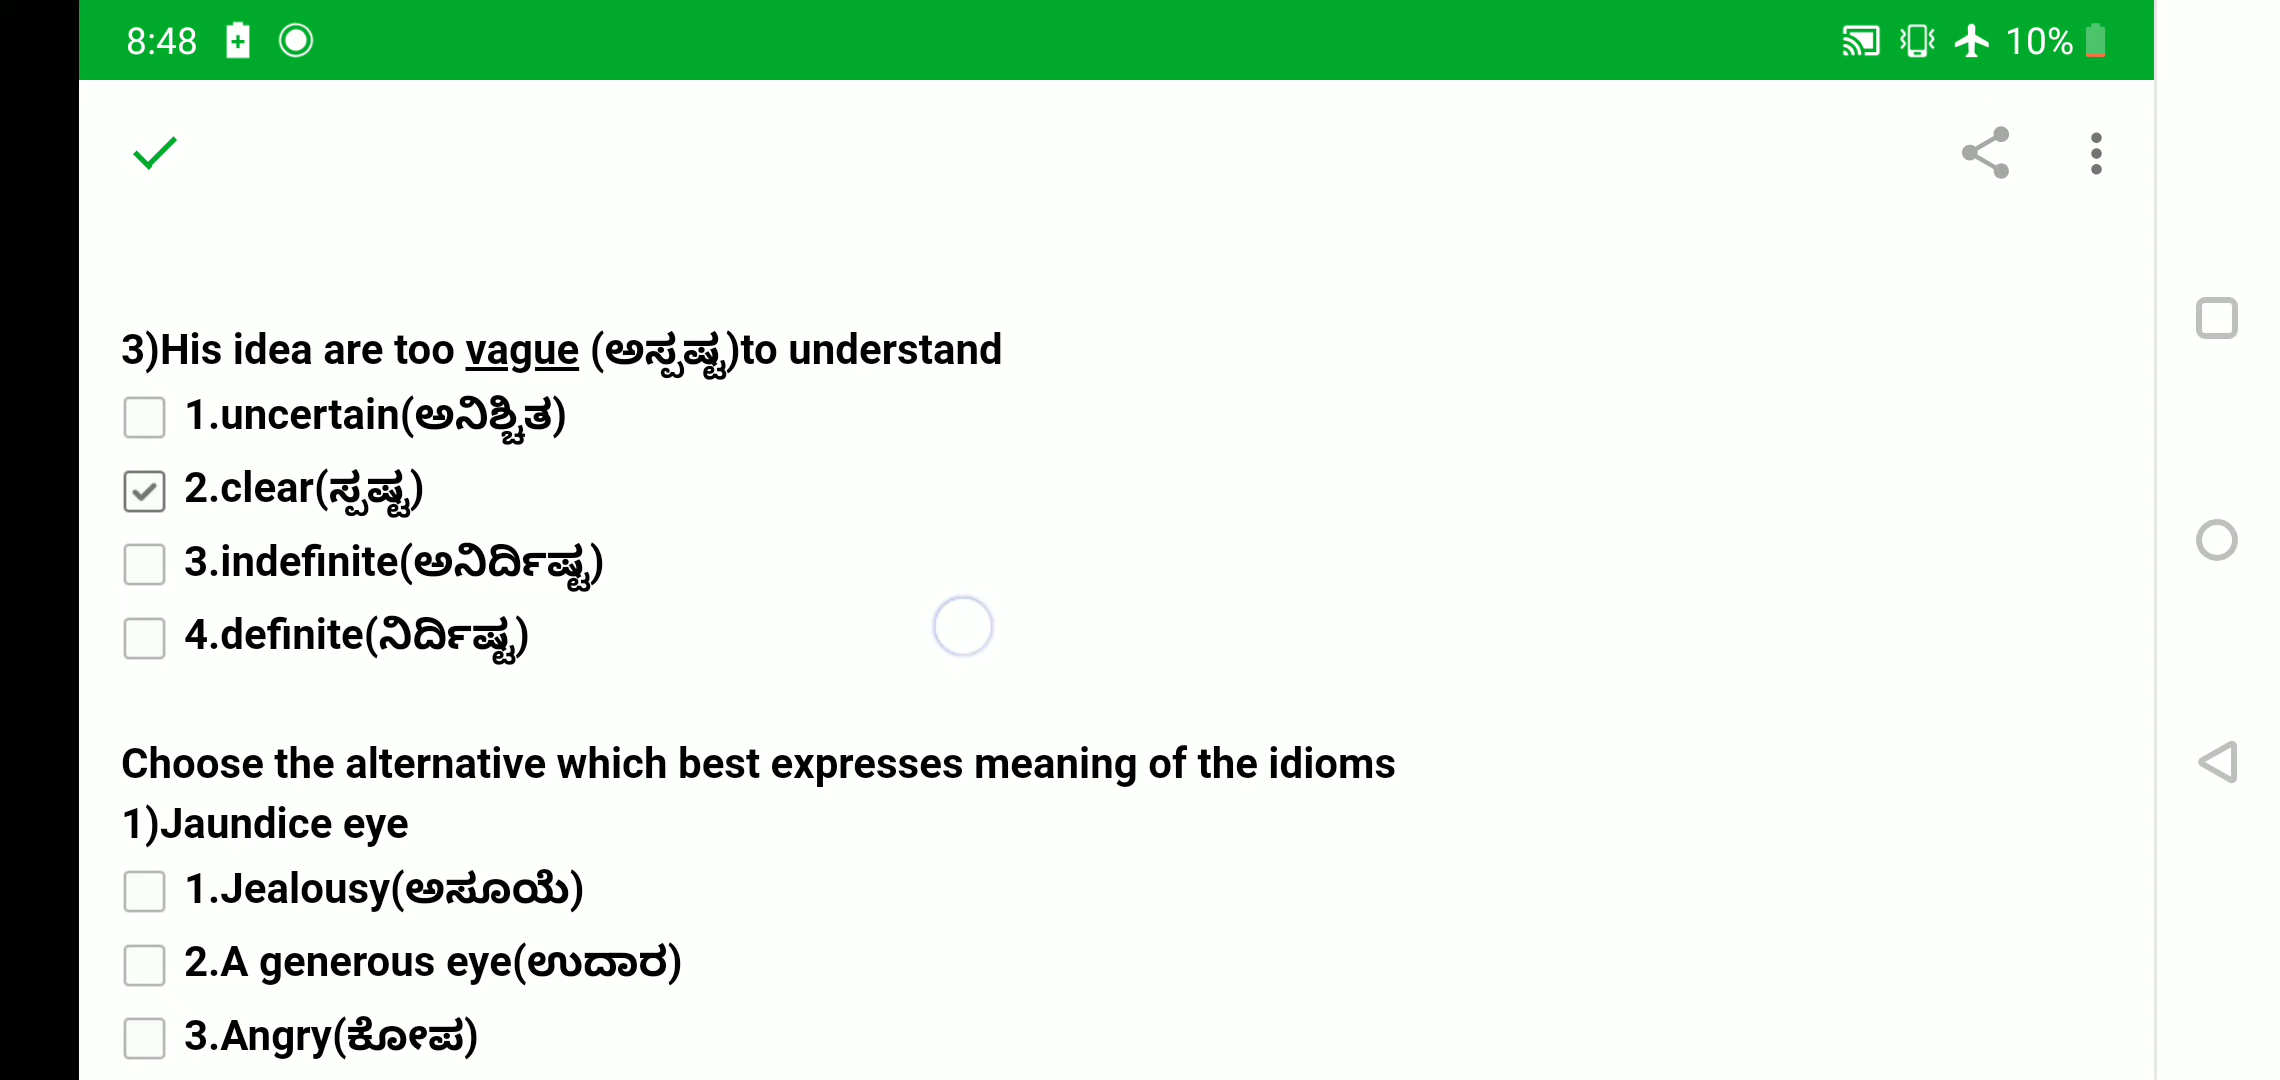 8:48
10%
3)His idea are too vague (ಅಸ್ಪಷ್ಟ)to understand
1.uncertain(ಅನಿಶ್ಚಿತ)
2.clear(ಸ್ಪಷ್ಟ)
3.indefinite(ಅನಿರ್ದಿಷ್ಟ)
4.definite(ನಿರ್ದಿಷ್ಟ)
Choose the alternative which best expresses meaning of the idioms
1)Jaundice eye
1.Jealousy(ಅಸೂಯೆ)
2.A generous eye(ಉದಾರ)
3.Angry(ಕೋಪ)